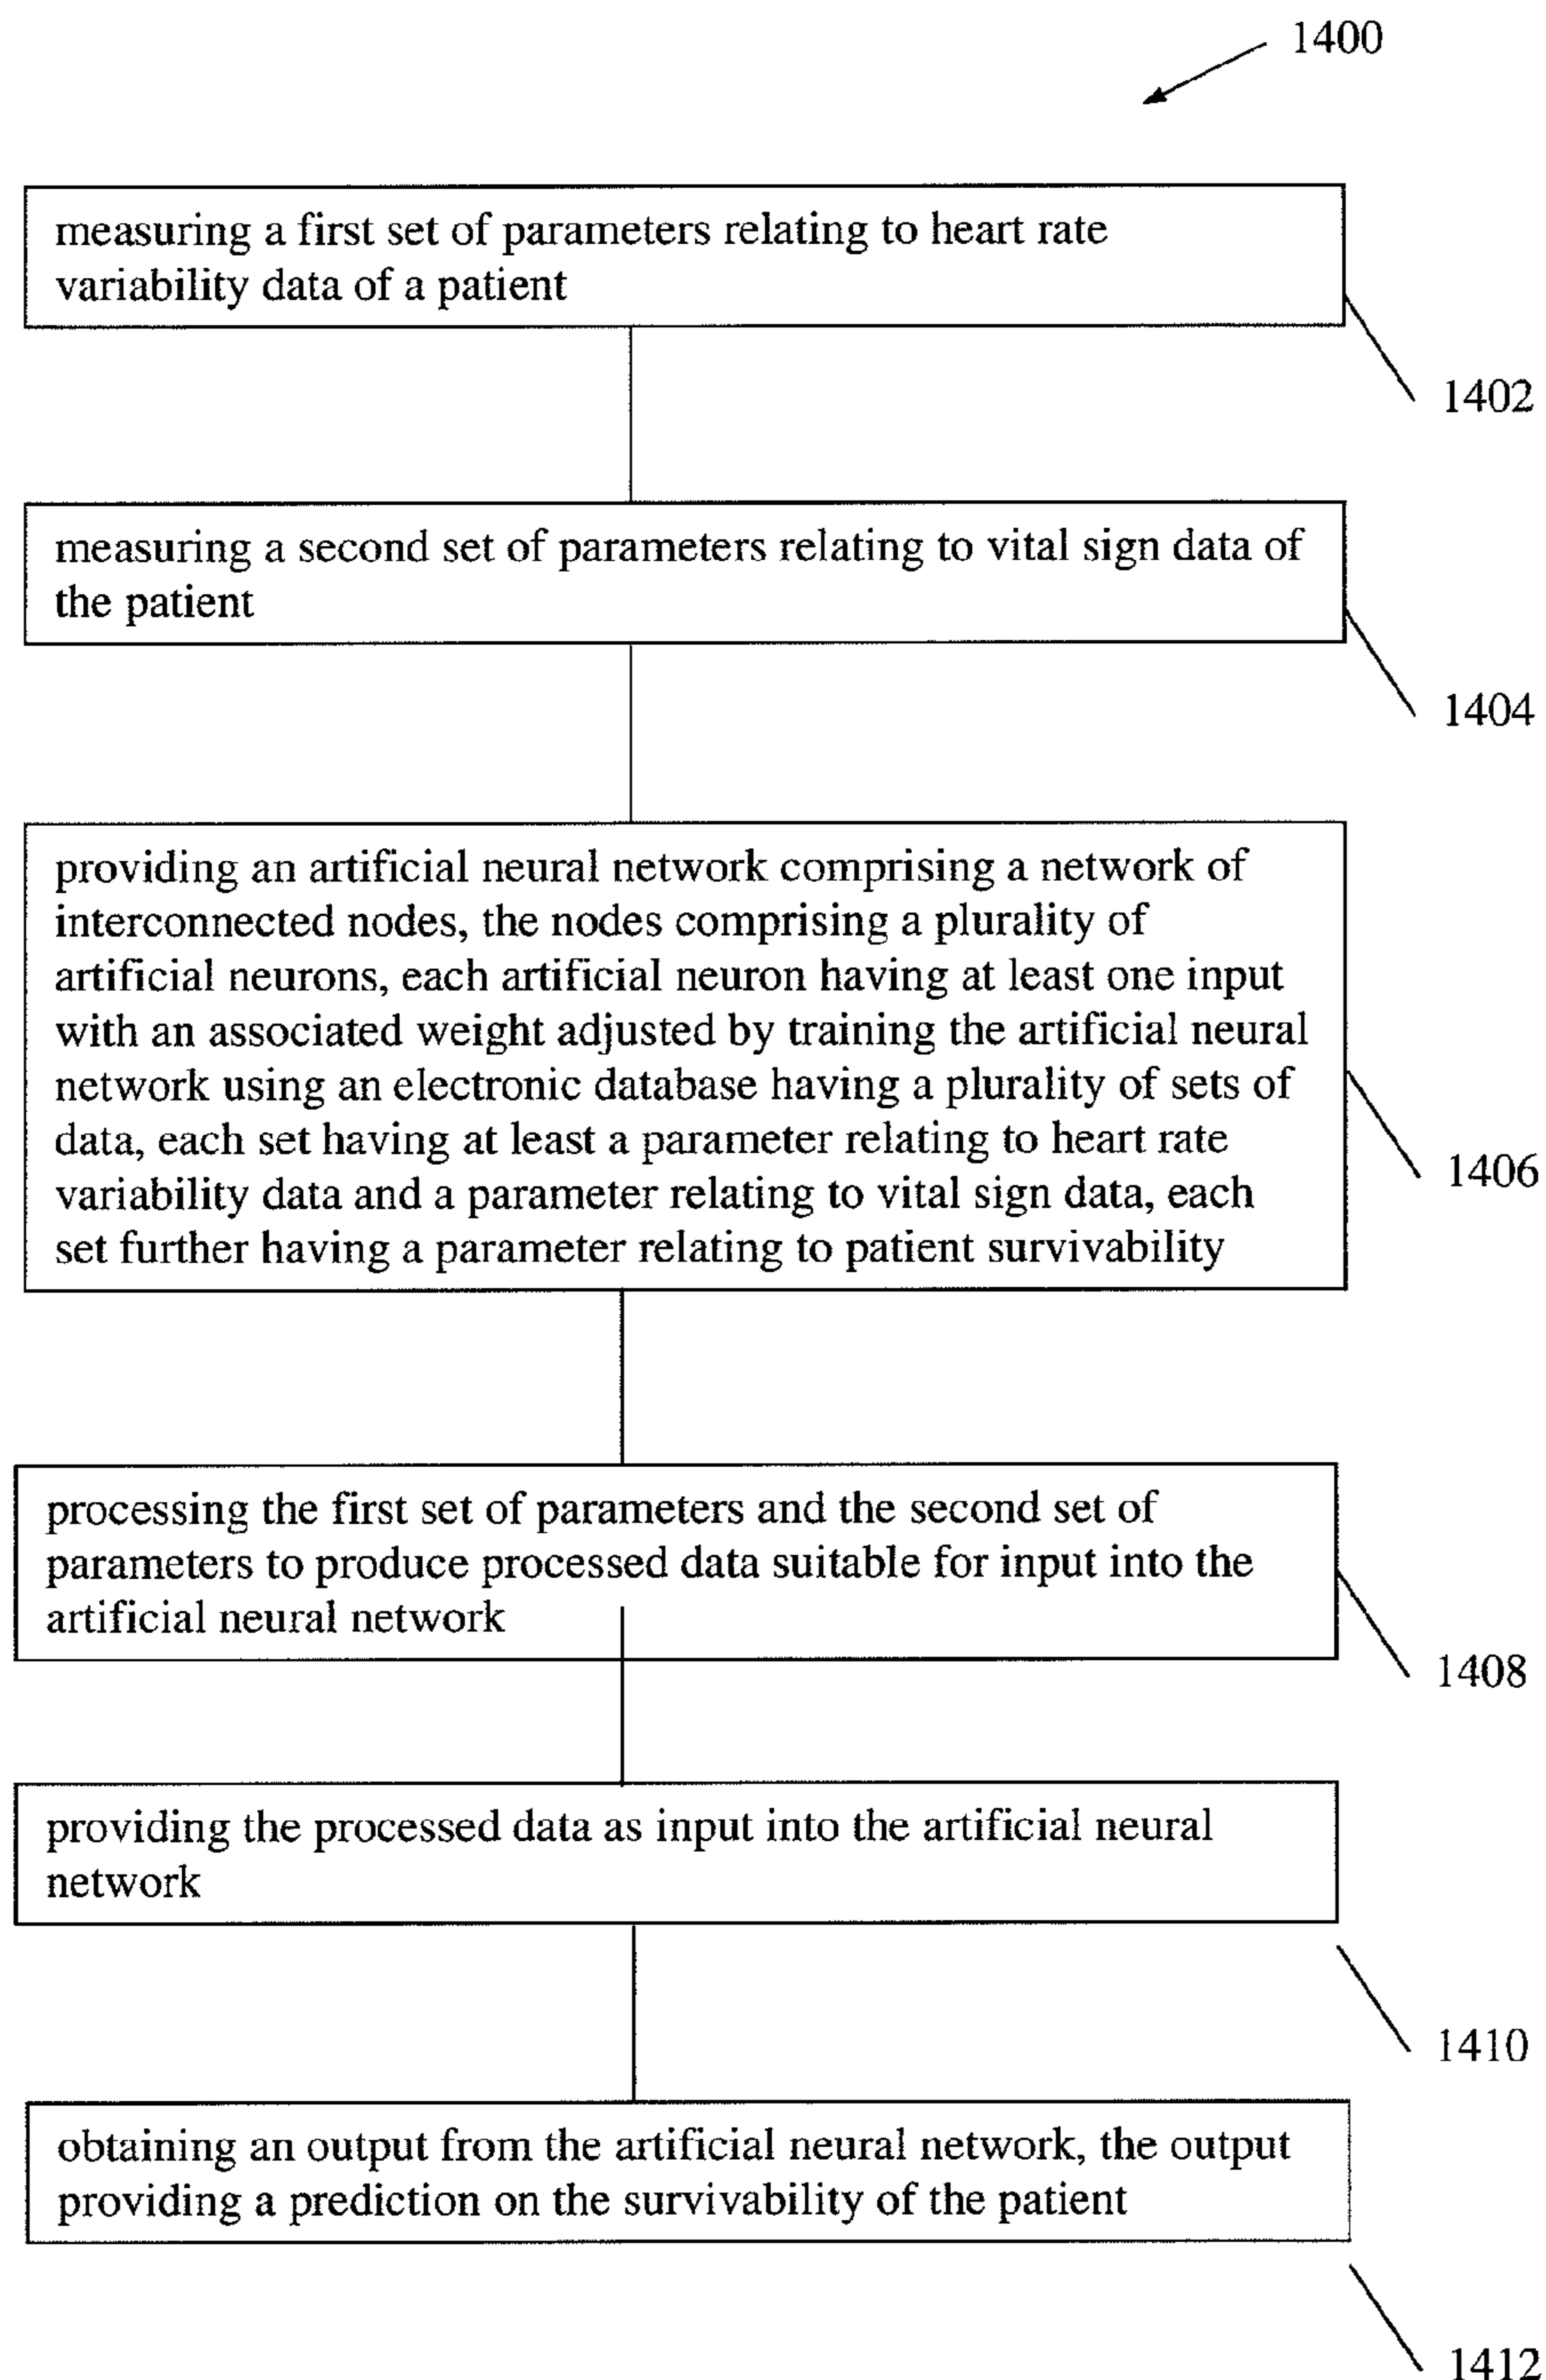 1400
measuring a first set of parameters relating to heart rate
variability data of a patient
1402
measuring a second set of parameters relating to vital sign data of
the patient
1404
providing an artificial neural network comprising a network of
interconnected nodes, the nodes comprising a plurality of
artificial neurons, each artificial neuron having at least one input
with an associated weight adjusted by training the artificial neural
network using an electronic database having a plurality of sets of
data, each set having at least a parameter relating to heart rate
variability data and a parameter relating to vital sign data, each
set further having a parameter relating to patient survivability
1406
processing the first set of parameters and the second set of
parameters to produce processed data suitable for input into the
artificial neural network
1408
providing the processed data as input into the artificial neural
network
1410
obtaining an output from the artificial neural network, the output
providing a prediction on the survivability of the patient
1412